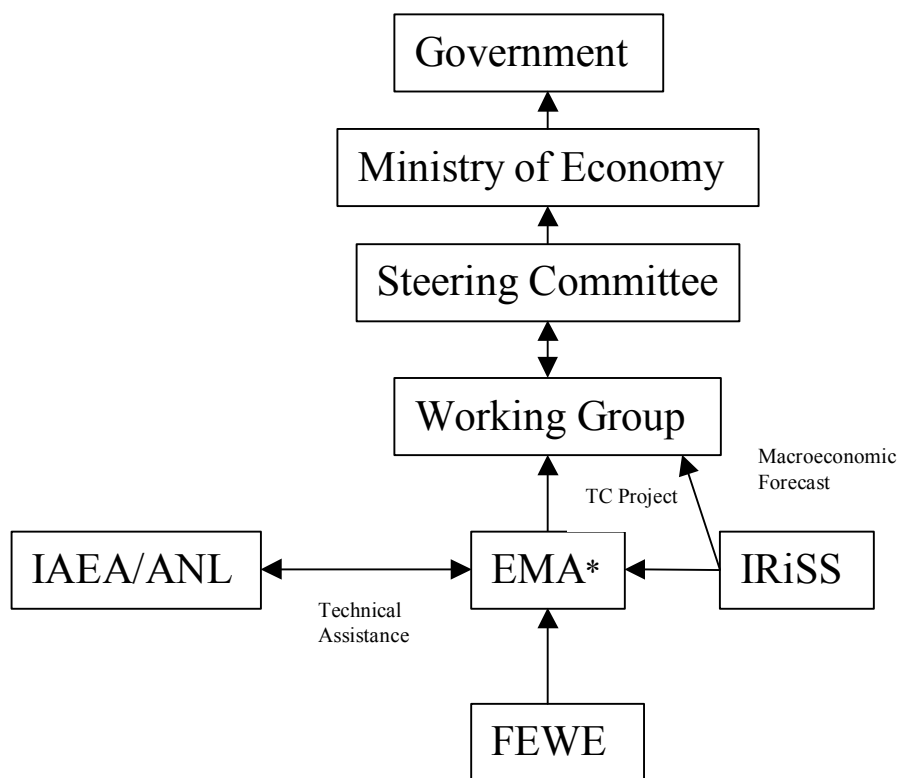 Government
Ministry of Economy
Steering Committee
Working Group
Macroeconomic
Forecast
TC Project
IAEA/ANL
EMA*
IRiSS
Technical
Assistance
FEWE